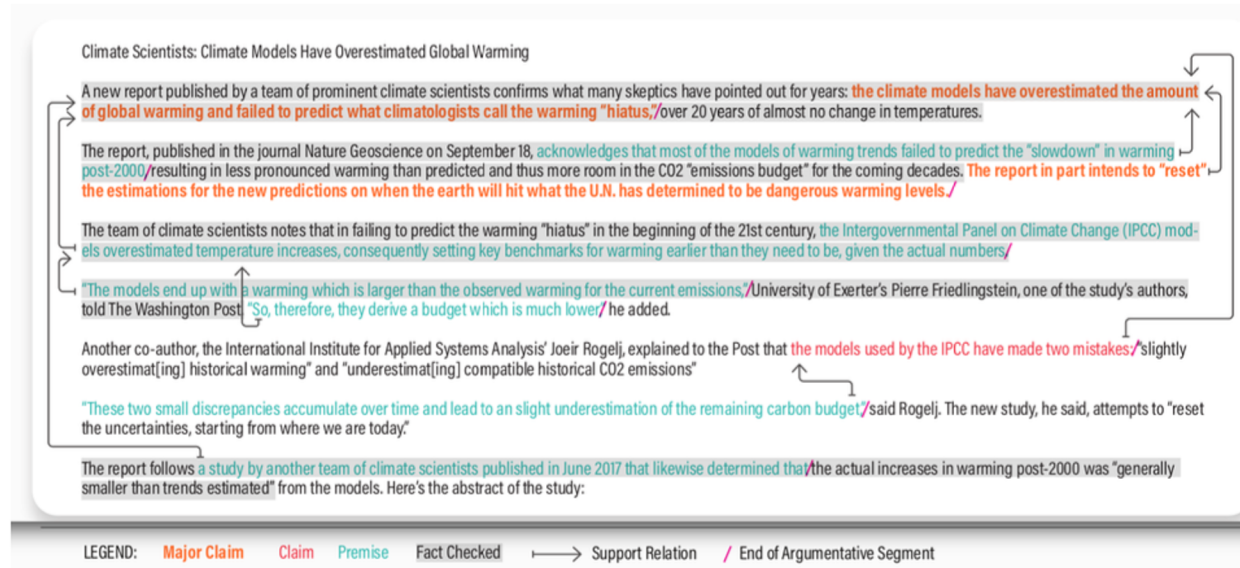 Climate Scientists: Climate Models Have Overestimated Global Warming
A new report published by a team of prominent climate scientists confirms what many skeptics have pointed out for years: the climate models have overestimated the amount
of global warming and failed to predict what climatologists call the warming "hiatus,"/over 20 years of almost no change in temperatures.
The report, published in the journal Nature Geoscience on September 18, acknowledges that most of the models of warming trends failed to predict the "slowdown" in warming
post-2000/resulting in less pronounced warming than predicted and thus more room in the CO2 "emissions budget" for the coming decades. The report in part intends to "reset"
the estimations for the new predictions on when the earth will hit what the U.N. has determined to be dangerous warming levels./
The team of climate scientists notes that in failing to predict the warming "hiatus" in the beginning of the 21st century, the Intergovernmental Panel on Climate Change (IPCC) mod-
els overestimated temperature increases, consequently setting key benchmarks for warming earlier than they need to be, given the actual numbers/
"The models end up with a warming which is larger than the observed warming for the current emissions,"/University of Exerter's Pierre Friedlingstein, one of the study's authors,
told The Washington Post. "So, therefore, they derive a budget which is much lower/ he added.
Another co-author, the International Institute for Applied Systems Analysis' Joeir Rogelj, explained to the Post that the models used by the IPCC have made two mistakes:/"slightly
overestimat[ing] historical warming" and "underestimat[ing] compatible historical CO2 emissions"
"These two small discrepancies accumulate over time and lead to an slight underestimation of the remaining carbon budget,"/said Rogelj. The new study, he said, attempts to "reset
the uncertainties, starting from where we are today."
The report follows a study by another team of climate scientists published in June 2017 that likewise determined that/the actual increases in warming post-2000 was "generally
smaller than trends estimated" from the models. Here's the abstract of the study:
LEGEND: Major Claim Claim Premise Fact Checked Support Relation / End of Argumentative Segment